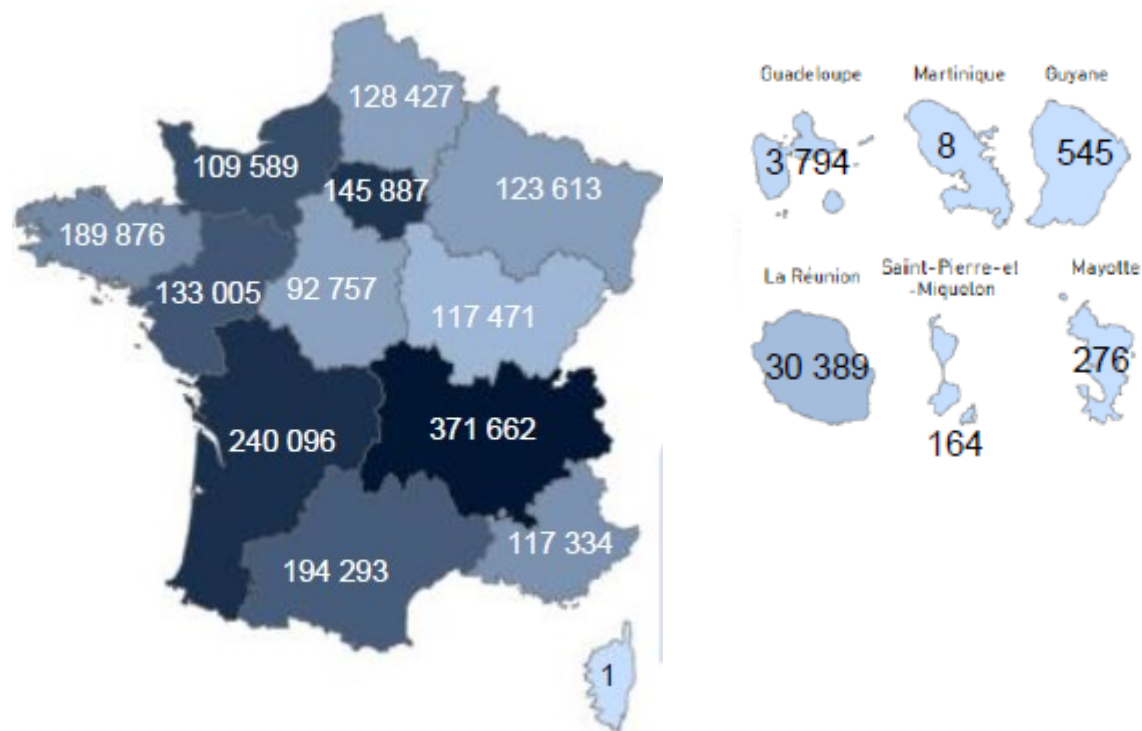 128 427
109 589
145 887
123 613
189 876
133 005
92 757
117 471
240 096
371 662
194 293
117 334
1
Guadeloupe
Martinique
Guyane
3 794
8
545
La Réunion
Saint-Pierre-et
-Miquelon
Mayotte
30 389
164
276